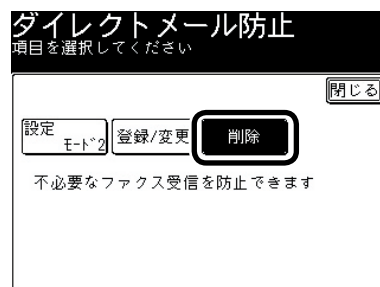 ダイレクトメール防止
項目を選択してください
閉じる
設定
モード2
登録/変更
削除
不必要なファクス受信を防止できます